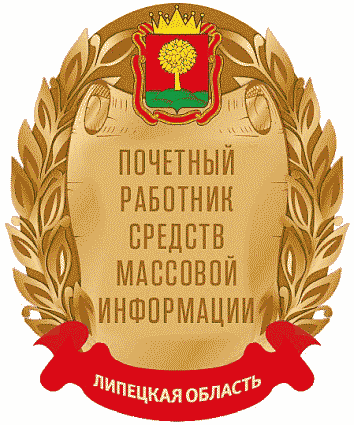 ПОЧЕТНЫЙ
РАБОТНИК
СРЕДСТВ
МАССОВОЙ
ИНФОРМАЦИИ
ЛИПЕЦКАЯ ОБЛАСТЬ